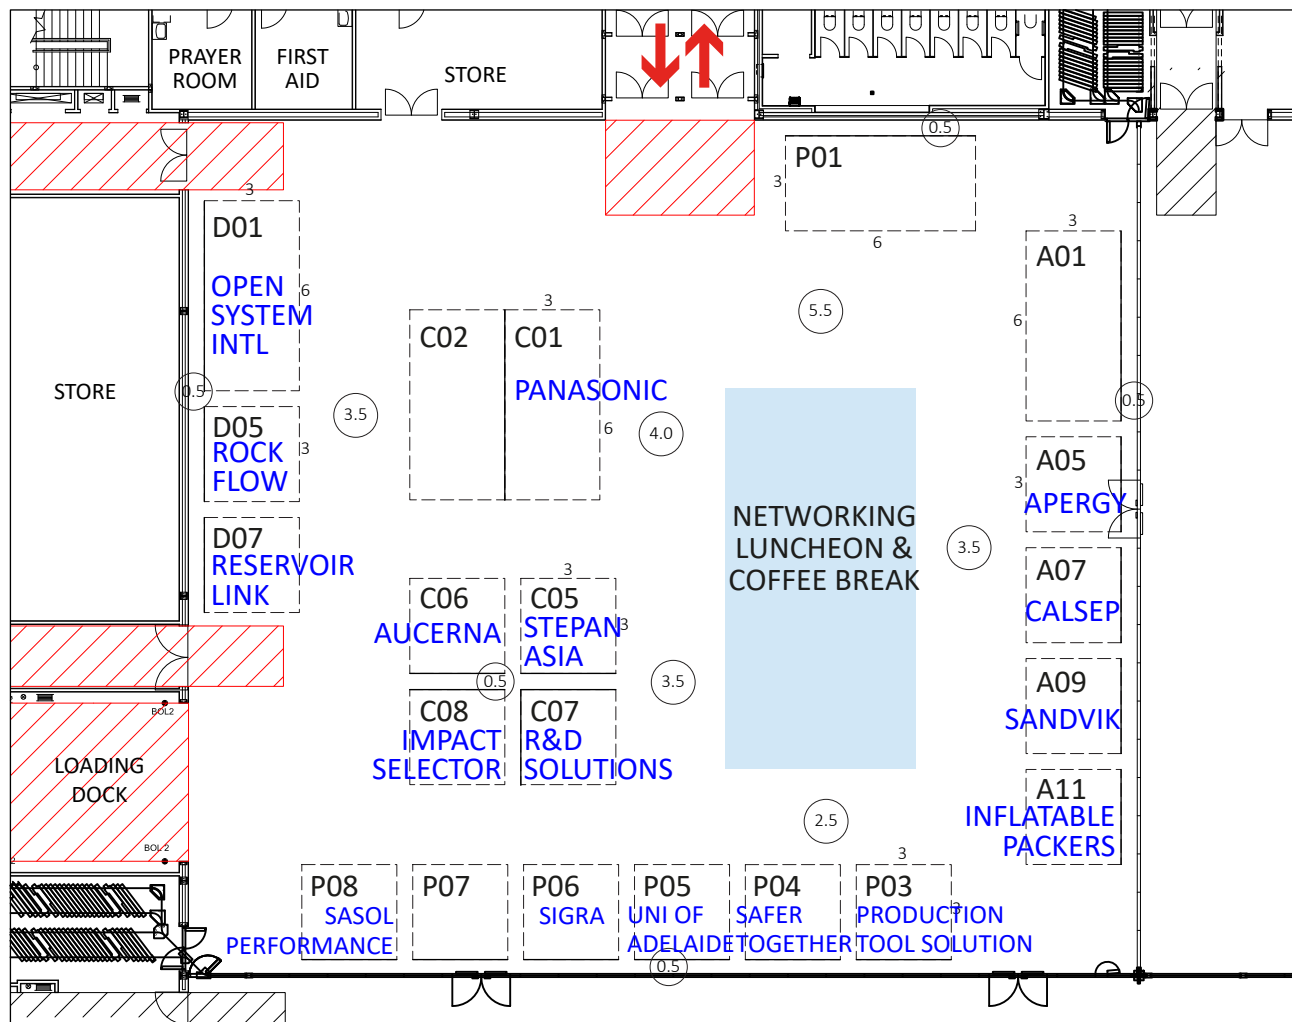 PRAYER
ROOM
FIRST
AID
STORE
0.5
P01
3
6
3
D01
OPEN
SYSTEM
INTL
6
3
A01
6
5.5
3
C02
C01
PANASONIC
6
4.0
STORE
0.5
3.5
0.5
D05
ROCK
FLOW
3
A05
APERGY
3
NETWORKING
LUNCHEON &
COFFEE BREAK
3.5
D07
RESERVOIR
LINK
A07
CALSEP
C06
AUCERNA
3
C05
STEPAN
ASIA
3
0.5
3.5
A09
SANDVIK
C08
IMPACT
SELECTOR
C07
R&D
SOLUTIONS
BOL2
LOADING
DOCK
BOL 2
2
A11
INFLATABLE
PACKERS
2.5
P08
SASOL
PERFORMANCE
P07
P06
SIGRA
P05
UNI OF
ADELAIDE
P04
SAFER
TOGETHER
3
P03
PRODUCTION
TOOL SOLUTION
3
0.5